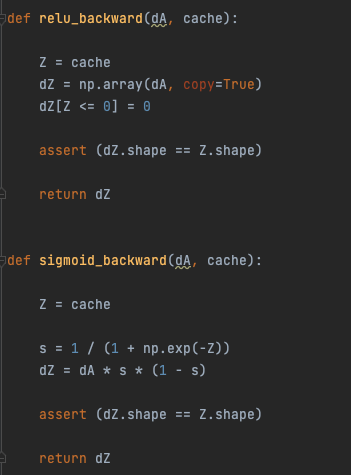 def relu_backward(dA, cache):
Z = cache
dZ = np.array(dA, copy=True)
dZ[Z <= 0] = 0
assert (dZ.shape == Z.shape)
return dZ
def sigmoid_backward(dA, cache):
Z = cache
s = 1 / (1 + np.exp(-Z))
dZ = dA * s * (1 - s)
assert (dZ.shape == Z.shape)
return dZ